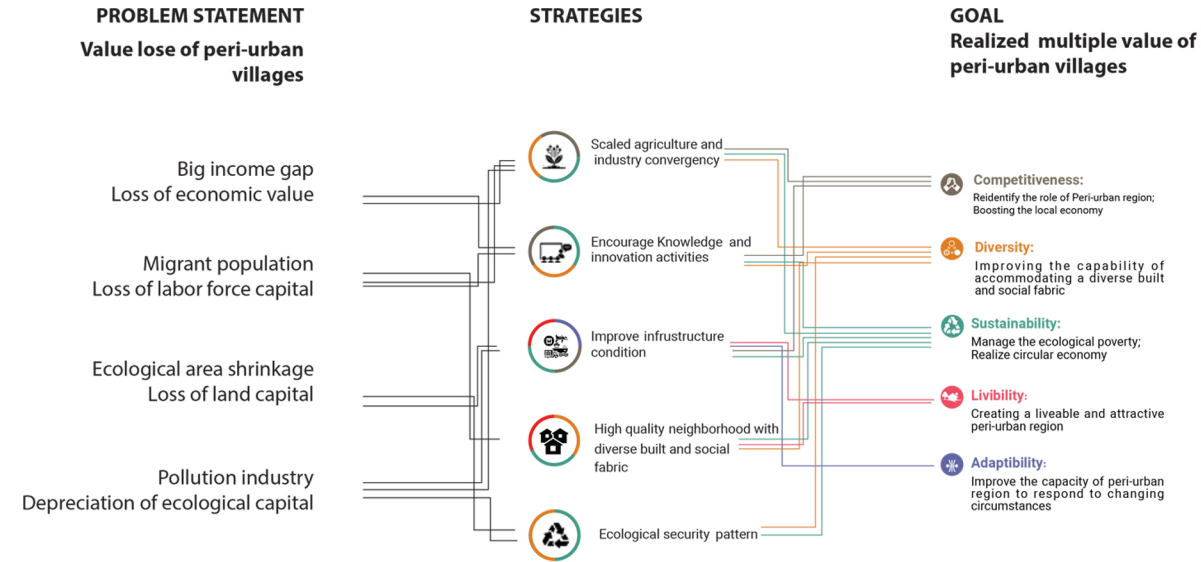 PROBLEM STATEMENT
Value lose of peri-urban
villages
Big income gap
Loss of economic value
Migrant population
Loss of labor force capital
Ecological area shrinkage
Loss of land capital
Pollution industry
Depreciation of ecological capital
STRATEGIES
Scaled agriculture and
industry convergency
Encourage Knowledge and
innovation activities
Improve infrustructure
condition
High quality neighborhood with
diverse built and social
fabric
Ecological security pattern
GOAL
Realized multiple value of
peri-urban villages
Competitiveness:
Reidentify the role of Peri-urban region;
Boosting the local economy
Diversity:
Improving the capability of
accommodating a diverse built
and social fabric
Sustainability:
Manage the ecological poverty;
Realize circular economy
Livibility:
Creating a liveable and attractive
peri-urban region
Adaptibility:
Improve the capacity of peri-urban
region to respond to changing
circumstances